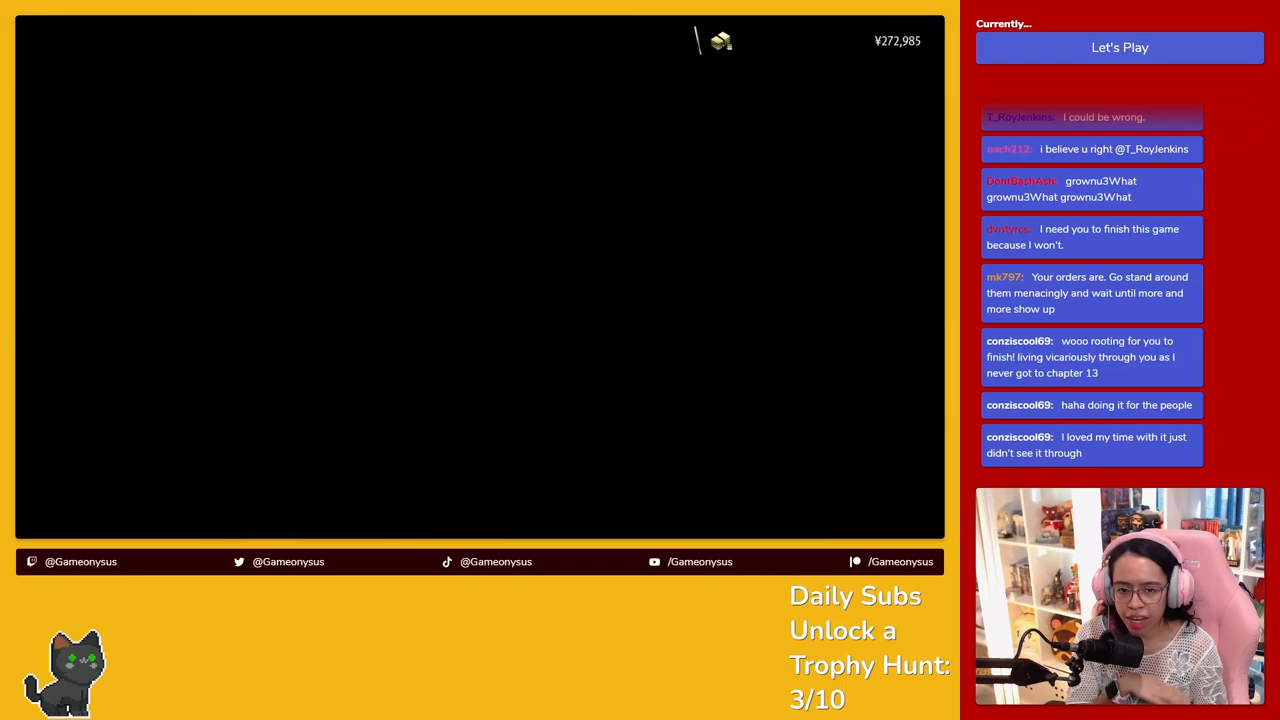 ¥272,985
Currently...
Let's Play
T_RoyJenkins: I could be wrong.
nach212: i believe u right @T_RoyJenkins
DontBashAsh: grownu3What
grownu3What grownu3What
dvntyrcs: I need you to finish this game
because I won't.
mk797: Your orders are. Go stand around
them menacingly and wait until more and
more show up
conziscool69: wooo rooting for you to
finish! living vicariously through you as I
never got to chapter 13
conziscool69: haha doing it for the people
conziscool69: I loved my time with it just
didn't see it through
@Gameonysus @Gameonysus @Gameonysus /Gameonysus /Gameonysus
Daily Subs
Unlock a
Trophy Hunt:
3/10